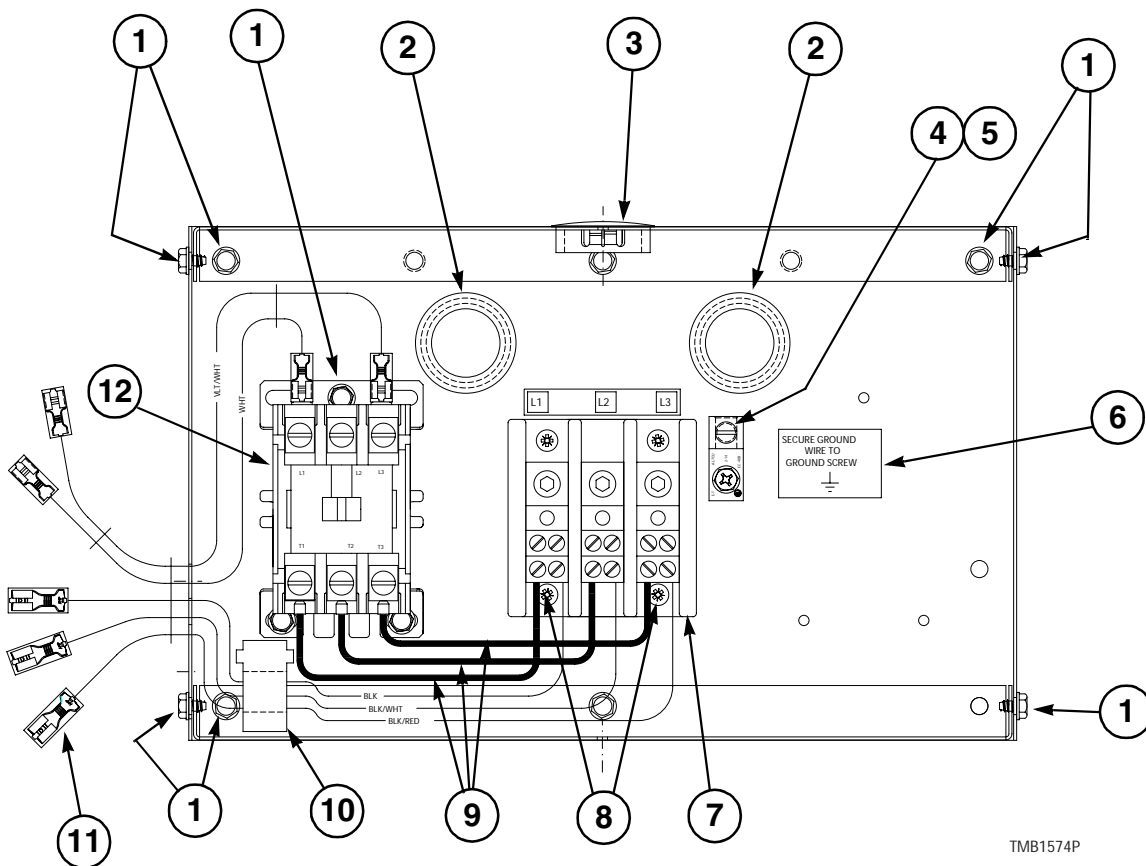 1
1
2
3
2
1
4
5
VLT/WHT
WHT
12
L1
L2
L3
6
SECURE GROUND
WIRE TO
GROUND SCREW
L1
L2
L3
T1
T2
T3
BLK
BLK/WHT
BLK/RED
1
11
1
10
9
8
7
TMB1574P